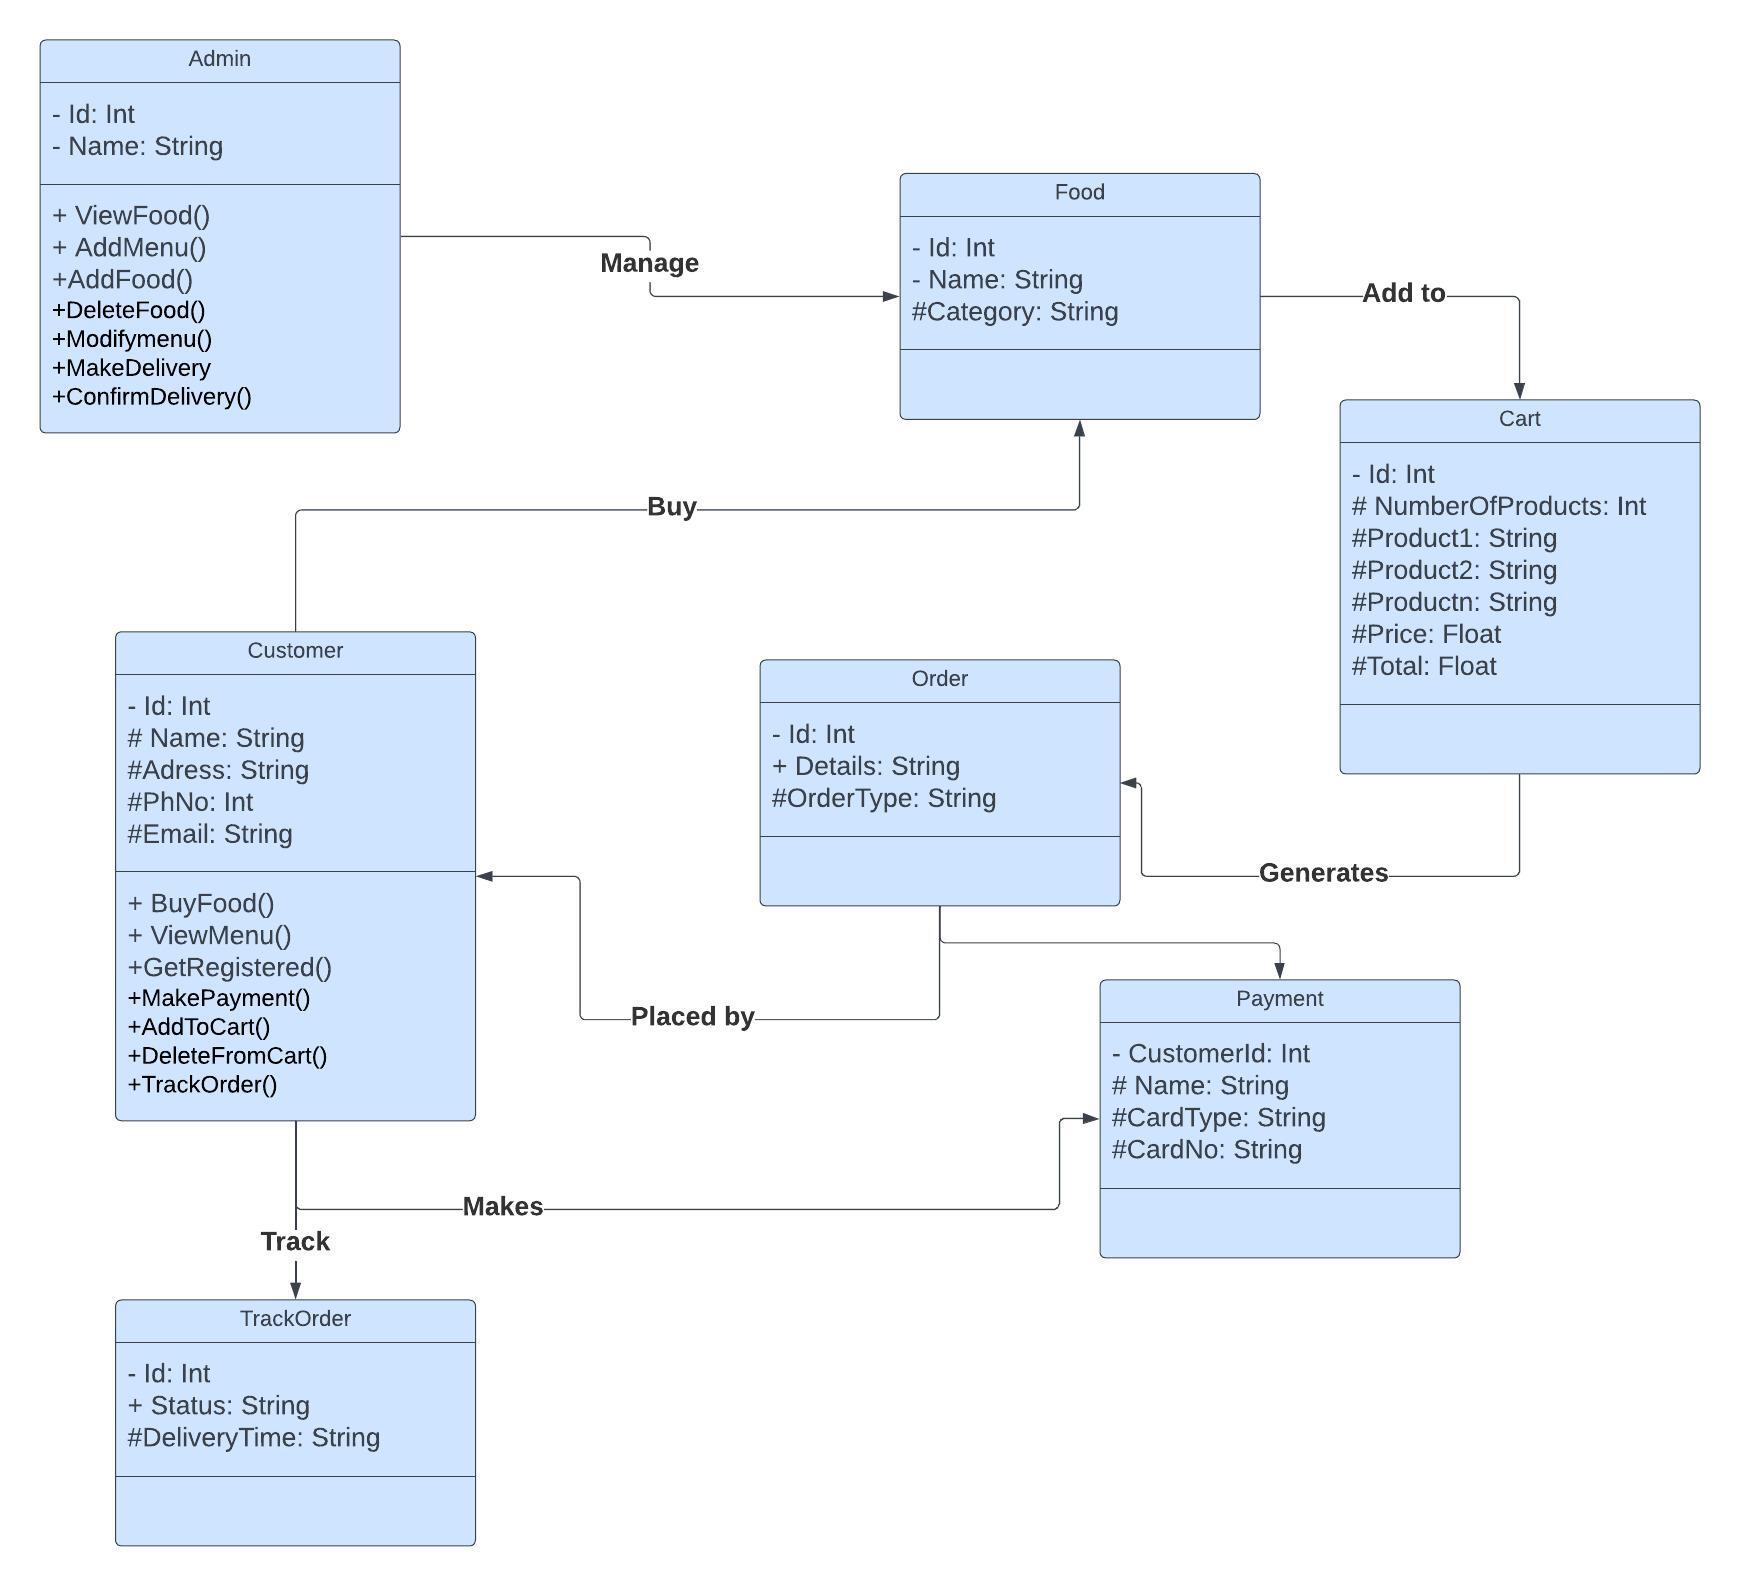 Admin
- Id: Int
- Name: String
+ ViewFood()
+ AddMenu()
+AddFood()
+DeleteFood()
+Modifymenu()
+MakeDelivery
+ConfirmDelivery()
Manage
Food
- Id: Int
- Name: String
#Category: String
Add to
Cart
- Id: Int
# NumberOfProducts: Int
#Product1: String
#Product2: String
#Productn: String
#Price: Float
#Total: Float
Buy
Customer
- Id: Int
# Name: String
#Adress: String
#PhNo: Int
#Email: String
+ BuyFood()
+ ViewMenu()
+GetRegistered()
+MakePayment()
+AddToCart()
+DeleteFromCart()
+TrackOrder()
Order
- Id: Int
+ Details: String
#OrderType: String
Generates
Placed by
Payment
- CustomerId: Int
# Name: String
#CardType: String
#CardNo: String
Makes
Track
TrackOrder
- Id: Int
+ Status: String
#DeliveryTime: String